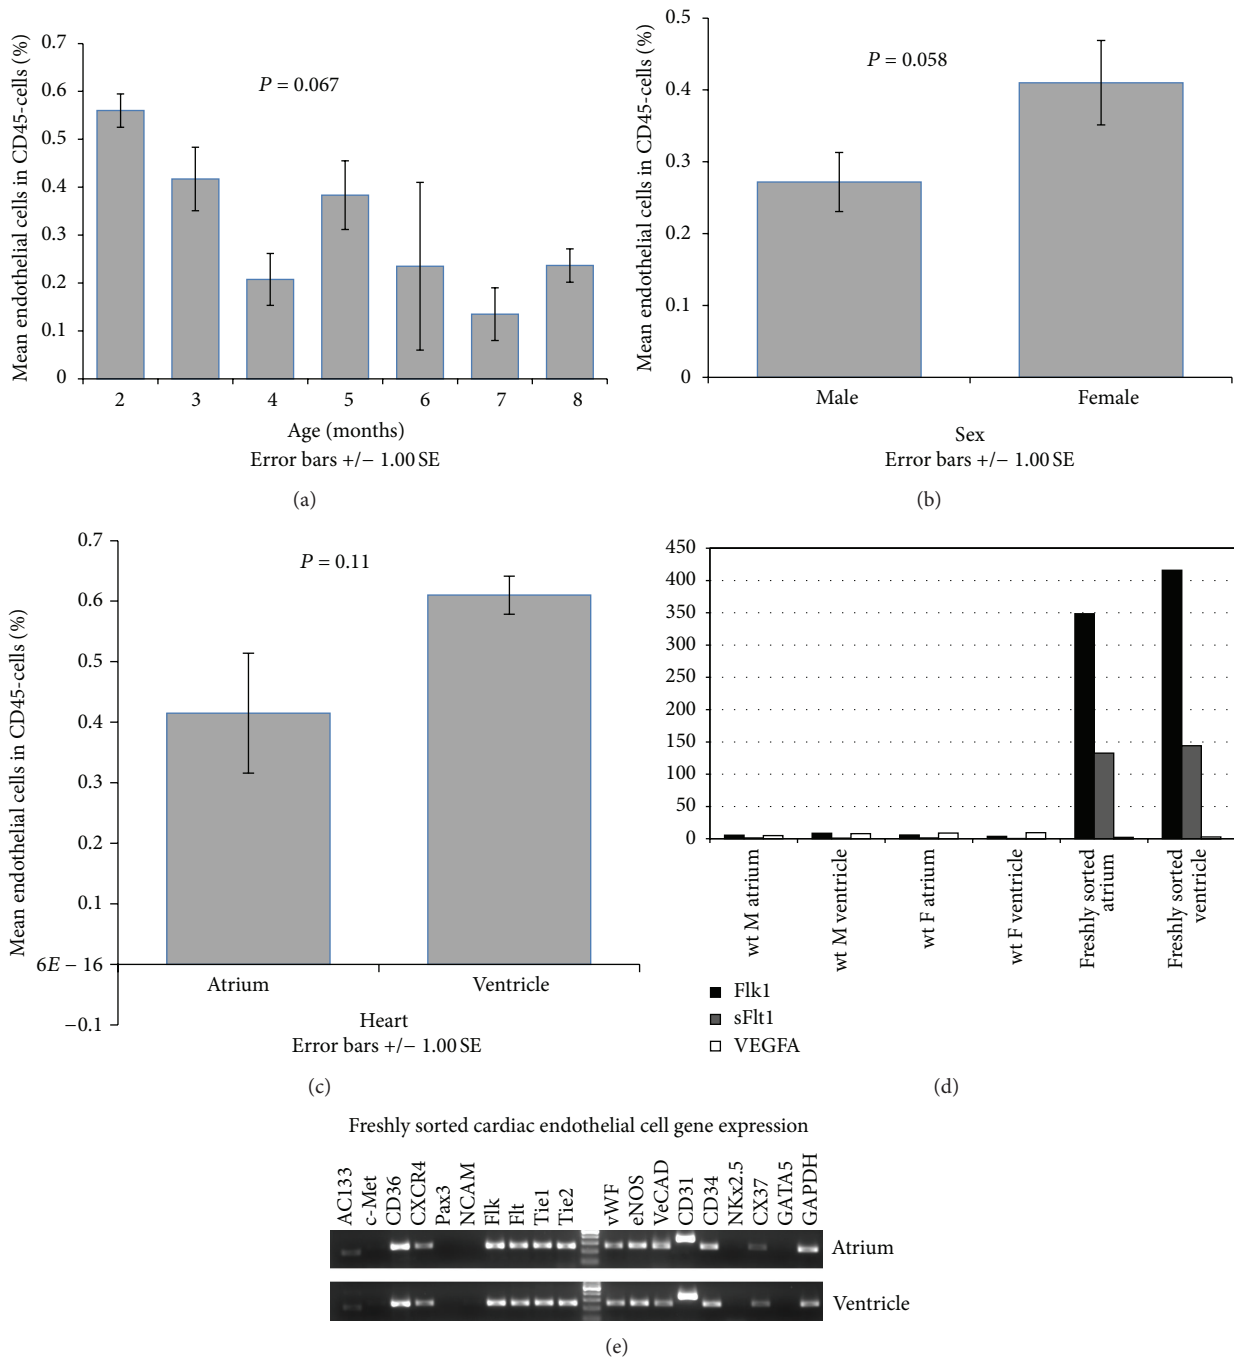 Mean endothelial cells in CD45-cells (%)
0.7
0.6
0.5
0.4
0.3
0.2
0.1
0
P = 0.067
2 3 4 5 6 7 8
Age (months)
Error bars +/− 1.00 SE
(a)
Mean endothelial cells in CD45-cells (%)
0.5
0.4
0.3
0.2
0.1
0
P = 0.058
Male Female
Sex
Error bars +/− 1.00 SE
(b)
Mean endothelial cells in CD45-cells (%)
0.7
0.6
0.5
0.4
0.3
0.2
0.1
6E − 16
−0.1
P = 0.11
Atrium Ventricle
Heart
Error bars +/− 1.00 SE
(c)
450
400
350
300
250
200
150
100
50
0
wt M atrium
wt M ventricle
wt F atrium
wt F ventricle
Freshly sorted
atrium
Freshly sorted
ventricle
Flk1
sFlt1
VEGFA
(d)
Freshly sorted cardiac endothelial cell gene expression
AC133
c-Met
CD36
CXCR4
Pax3
NCAM
Flk
Flt
Tie1
Tie2
vWF
eNOS
VeCAD
CD31
CD34
NKx2.5
CX37
GATA5
GAPDH
Atrium
Ventricle
(e)